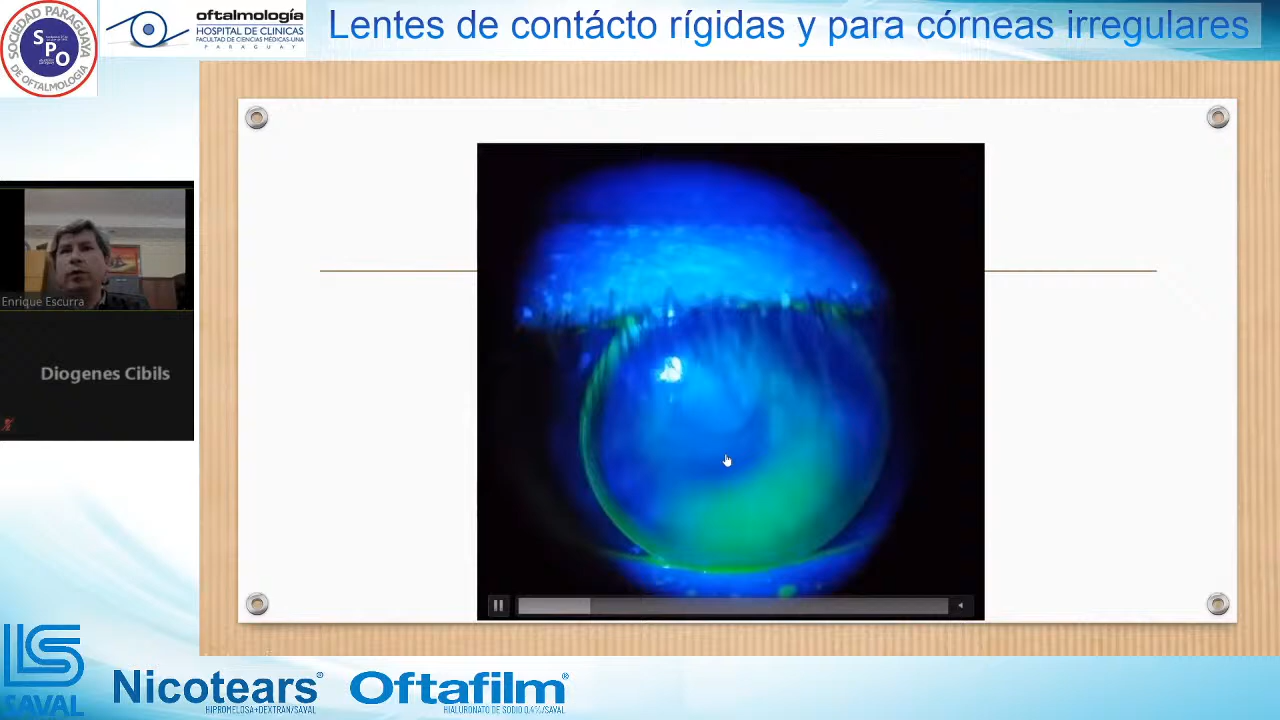 Lentes de contácto rígidas y para córneas irregulares
SOCIEDAD PARAGUAYA
DE OFTALMOLOGÍA
SPO
oftalmología
HOSPITAL DE CLINICAS
FACULTAD DE CIENCIAS MÉDICAS-UNA
PARAGUAY
Enrique Escurra
Diogenes Cibils
LS
SAVAL
Nicotears®
HIPROMELOSA+DEXTRAN/SAVAL
Oftafilm®
HIALURONATO DE SODIO 0.4%/SAVAL